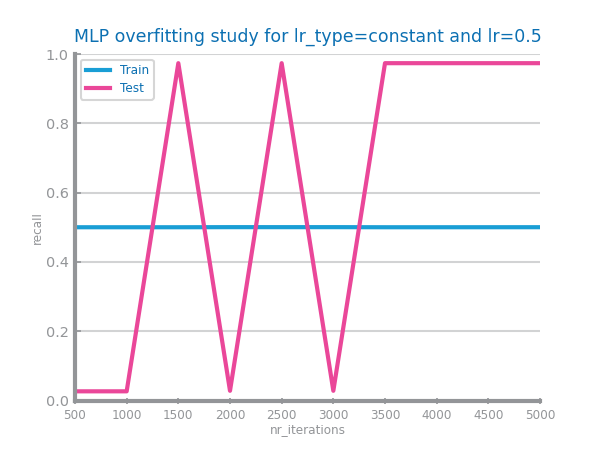 MLP overfitting study for lr_type=constant and lr=0.5
1.0
Train
Test
0.8
0.6
recall
0.4
0.2
0.0
500 1000 1500 2000 2500 3000 3500 4000 4500 5000
nr_iterations